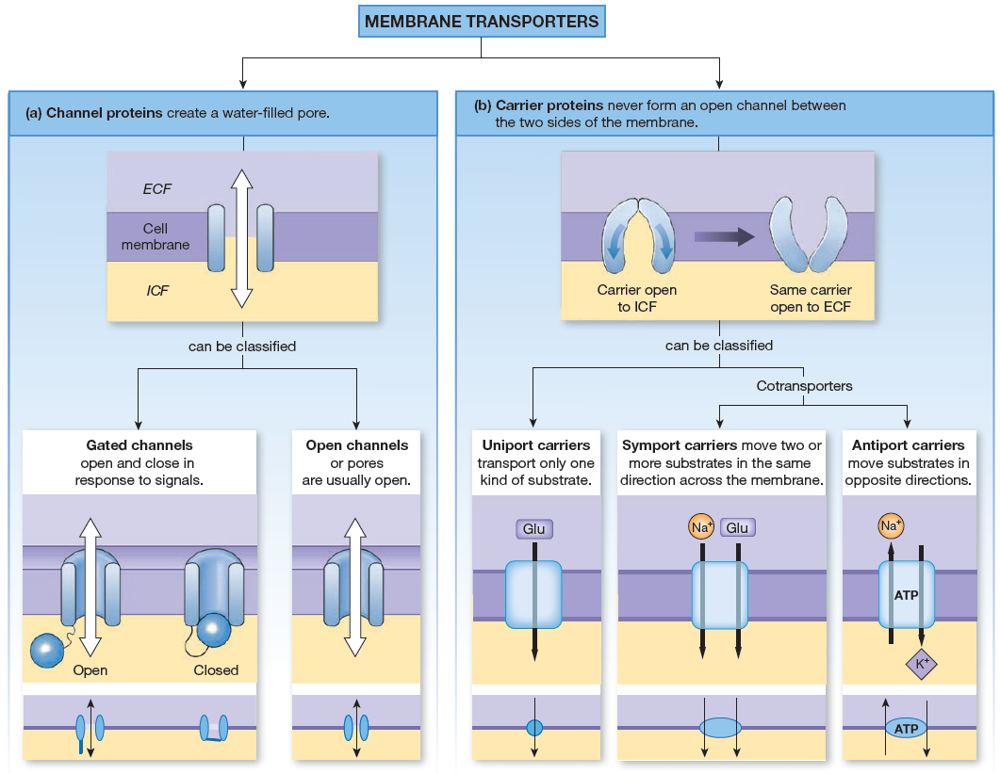 MEMBRANE TRANSPORTERS
(a) Channel proteins create a water-filled pore.
ECF
Cell
membrane
ICF
can be classified
Gated channels
open and close in
response to signals.
Open
Closed
Open channels
or pores
are usually open.
(b) Carrier proteins never form an open channel between
the two sides of the membrane.
Carrier open
to ICF
Same carrier
open to ECF
can be classified
Cotransporters
Uniport carriers
transport only one
kind of substrate.
Glu
Symport carriers move two or
more substrates in the same
direction across the membrane.
Na+ Glu
Antiport carriers
move substrates in
opposite directions.
Na+
ATP
K+
ATP